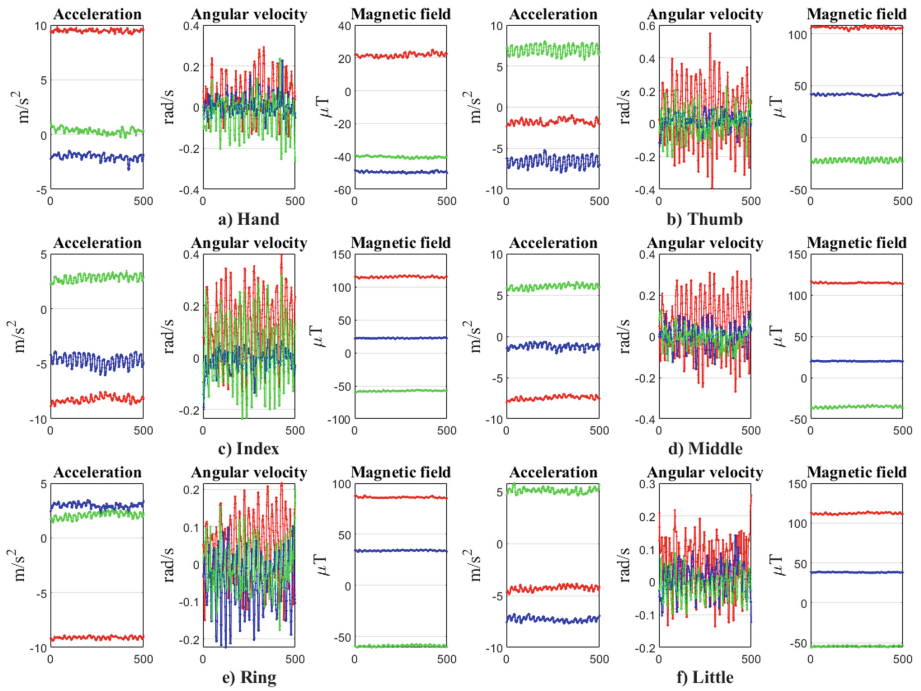 Acceleration Angular velocity Magnetic field Acceleration Angular velocity Magnetic field
10 0.4 40 10 0.6 100
5 0.2 20 5 0.4 50
0 0 0 0 0.2 0
-5 -0.2 -20 -5 0 -50
-0.4 -40 -10 -0.2
-60 -0.4
m/s² rad/s μT m/s² rad/s μT
0 500 0 500 0 500 0 500 0 500 0 500
a) Hand b) Thumb
Acceleration Angular velocity Magnetic field Acceleration Angular velocity Magnetic field
5 0.4 150 10 0.4 150
0 0.2 100 5 0.2 100
-5 0 50 0 0 50
-10 -0.2 0 -5 -0.2 0
-50 -10 -0.4 -50
-100
m/s² rad/s μT m/s² rad/s μT
0 500 0 500 0 500 0 500 0 500 0 500
c) Index d) Middle
Acceleration Angular velocity Magnetic field Acceleration Angular velocity Magnetic field
5 0.2 100 5 0.3 150
0 0.1 50 0 0.2 100
-5 0 0 -5 0.1 50
-10 -0.1 -50 -10 0 0
-0.2 -0.1 -50
-0.2
m/s² rad/s μT m/s² rad/s μT
0 500 0 500 0 500 0 500 0 500 0 500
e) Ring f) Little